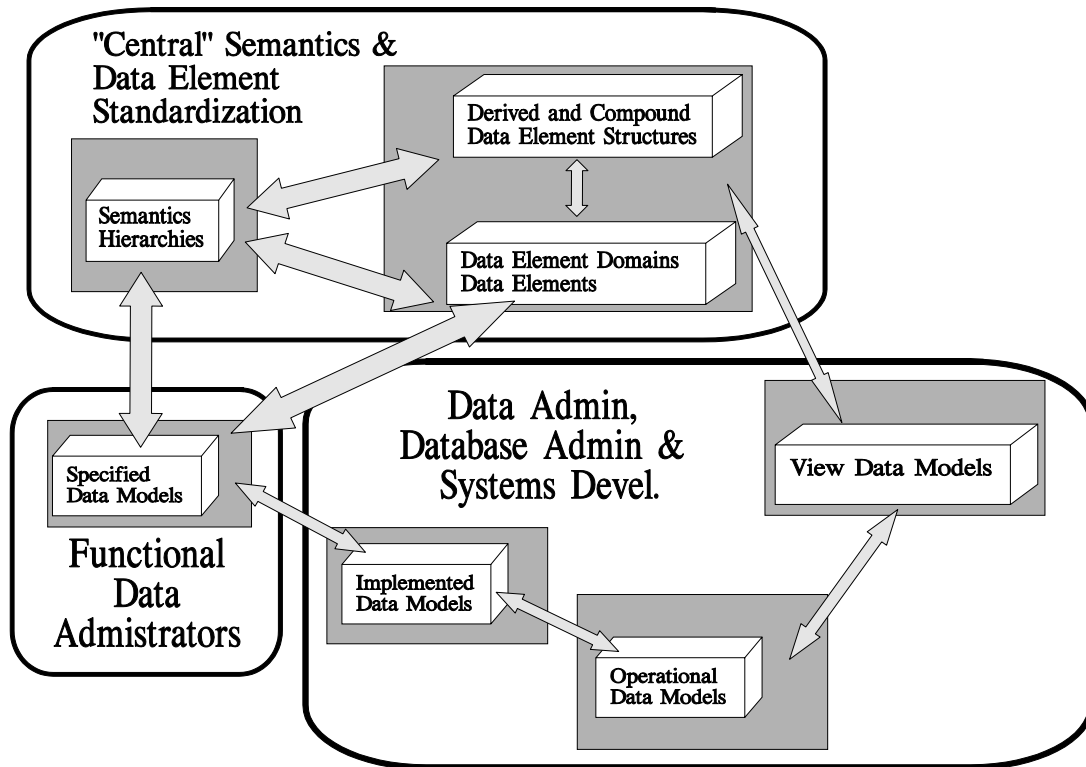 "Central" Semantics &
Data Element
Standardization
Derived and Compound
Data Element Structures
Semantics
Hierarchies
Data Element Domains
Data Elements
Data Admin,
Database Admin &
Systems Devel.
View Data Models
Specified
Data Models
Functional
Data
Admistrators
Implemented
Data Models
Operational
Data Models